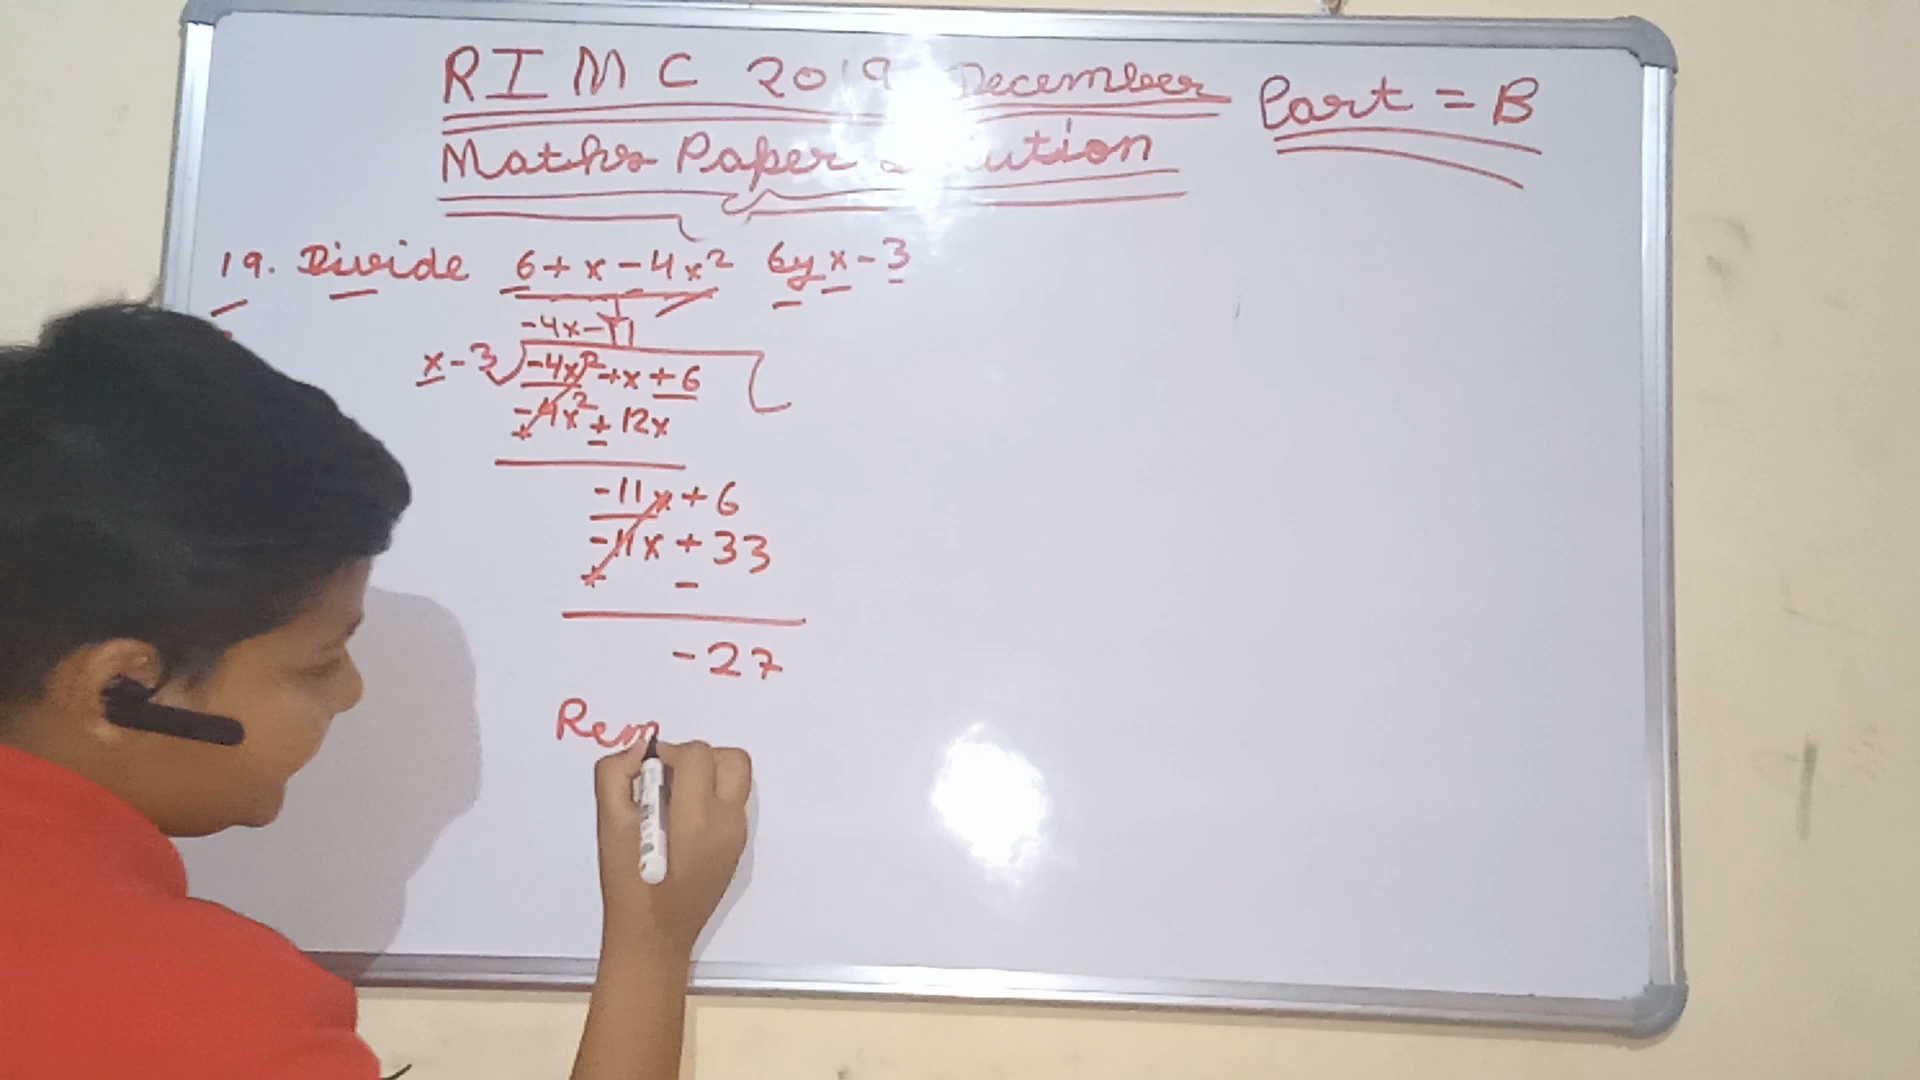 RIMC 2019 December Part = B
Maths Paper Solution
19. Divide 6+x-4x² by x-3
-4x-11
x-3 -4x²+x+6
-4x²+12x
+ -
-11x+6
-11x+33
+ -
-27
Rem